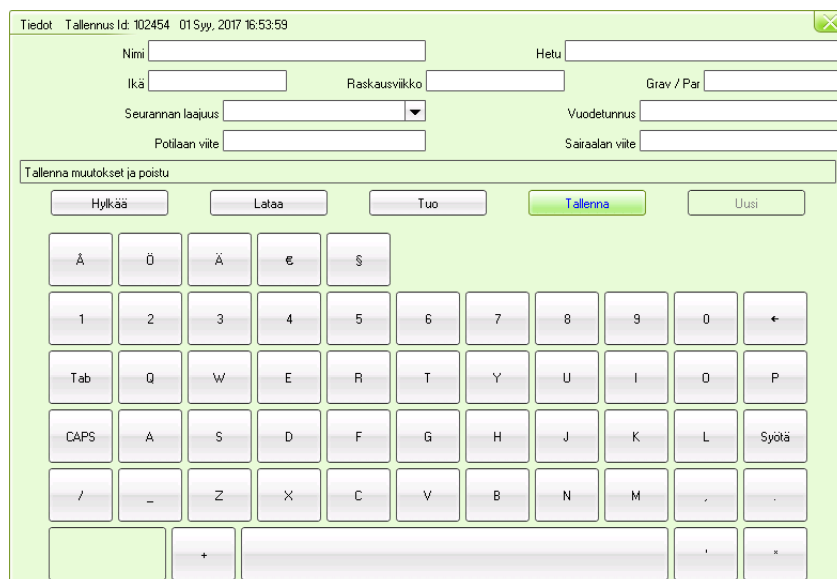 Tiedot Tallennus Id: 102454 01 Syy, 2017 16:53:59
Nimi Hetu
Ikä Raskausviikko Grav / Par
Seurannan laajuus Vuodetunnus
Potilaan viite Sairaalan viite
Tallenna muutokset ja poistu
Hylkää Lataa Tuo Tallenna Uusi
Å Ö Ä € §
1 2 3 4 5 6 7 8 9 0 ←
Tab Q W E R T Y U I O P
CAPS A S D F G H J K L Syötä
/ _ Z X C V B N M , .
+ ' *